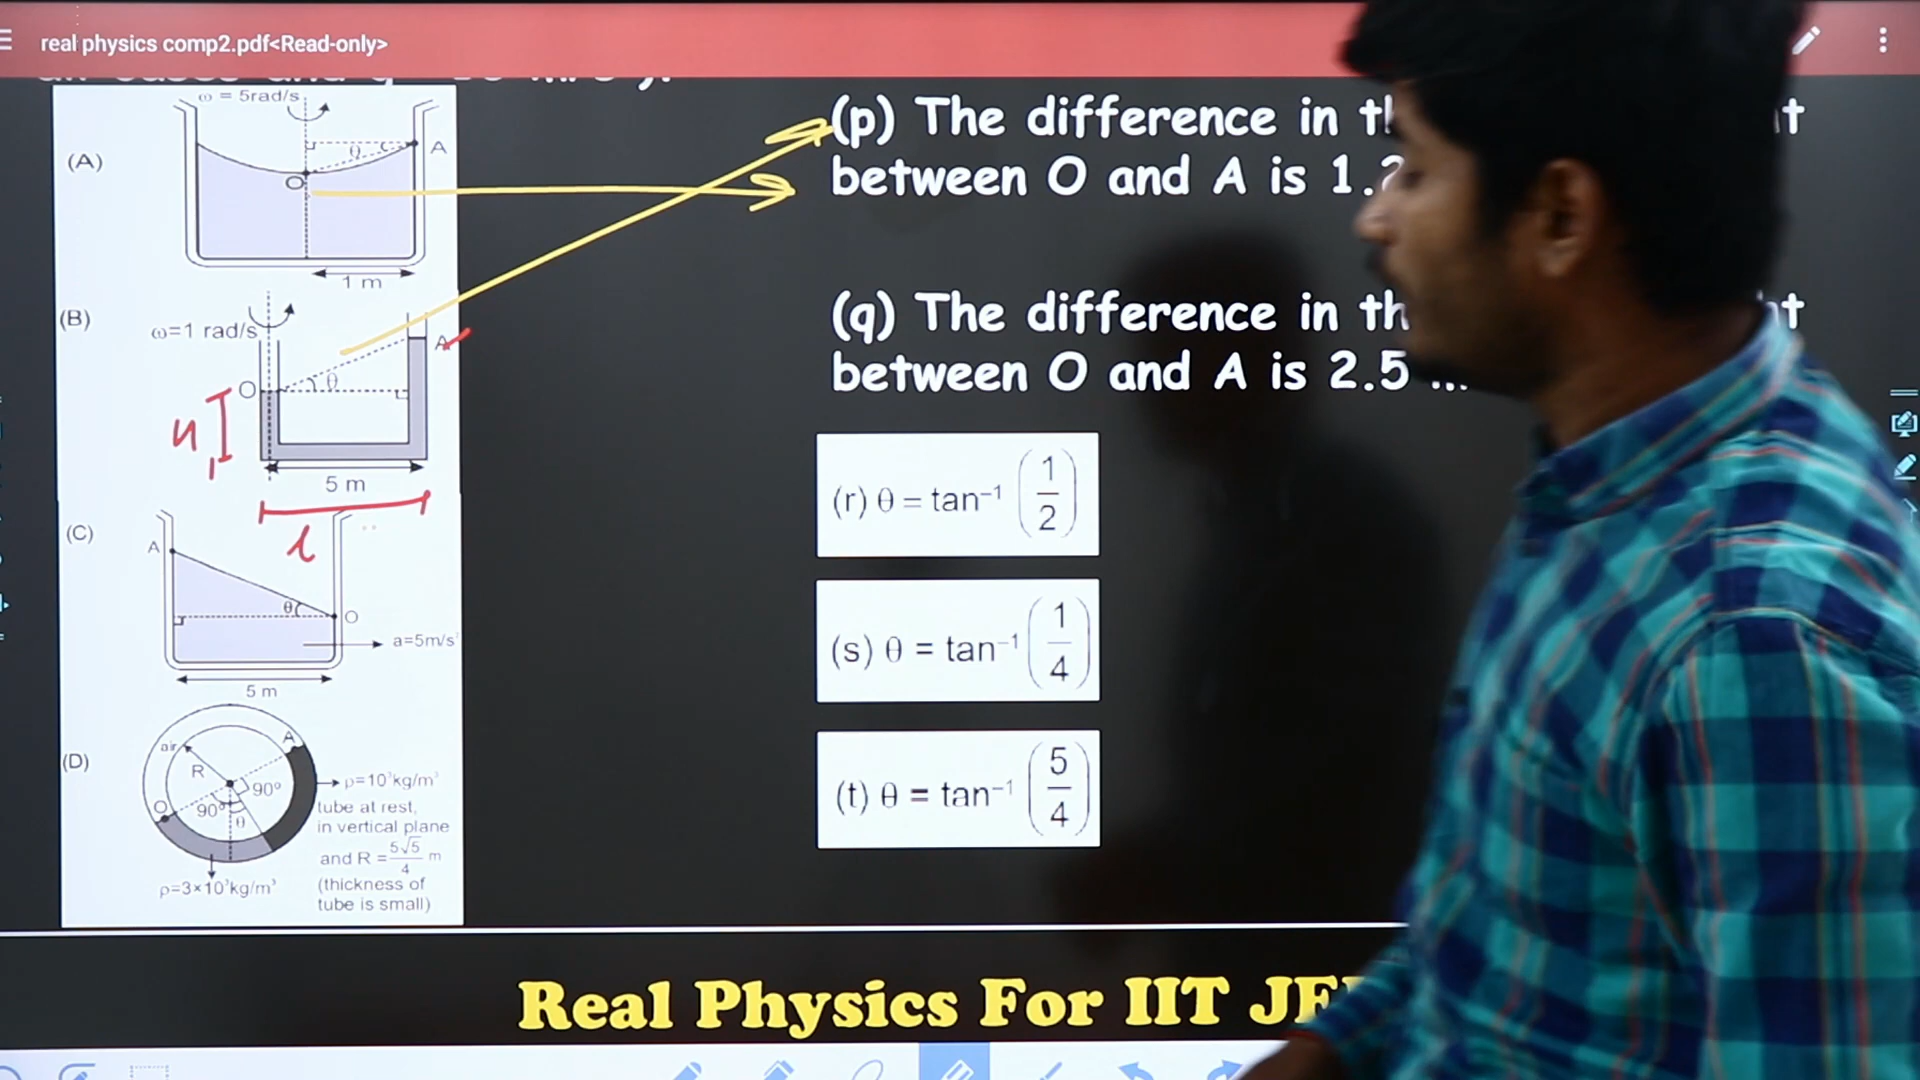 real physics comp2.pdf<Read-only>
ω = 5rad/s
(A)
θ
A
O
1 m
(B)
ω=1 rad/s
A
O
θ
5 m
l
(C)
A
θ
O
a=5m/s²
5 m
(D)
air
R
A
90°
O
90°
θ
ρ=10³kg/m³
tube at rest,
in vertical plane
and R = 5√5/4 m
ρ=3×10³kg/m³
(thickness of
tube is small)
(p) The difference in
between O and A is
(q) The difference in
between O and A is 2.5
(r) θ = tan⁻¹ (1/2)
(s) θ = tan⁻¹ (1/4)
(t) θ = tan⁻¹ (5/4)
Real Physics For IIT